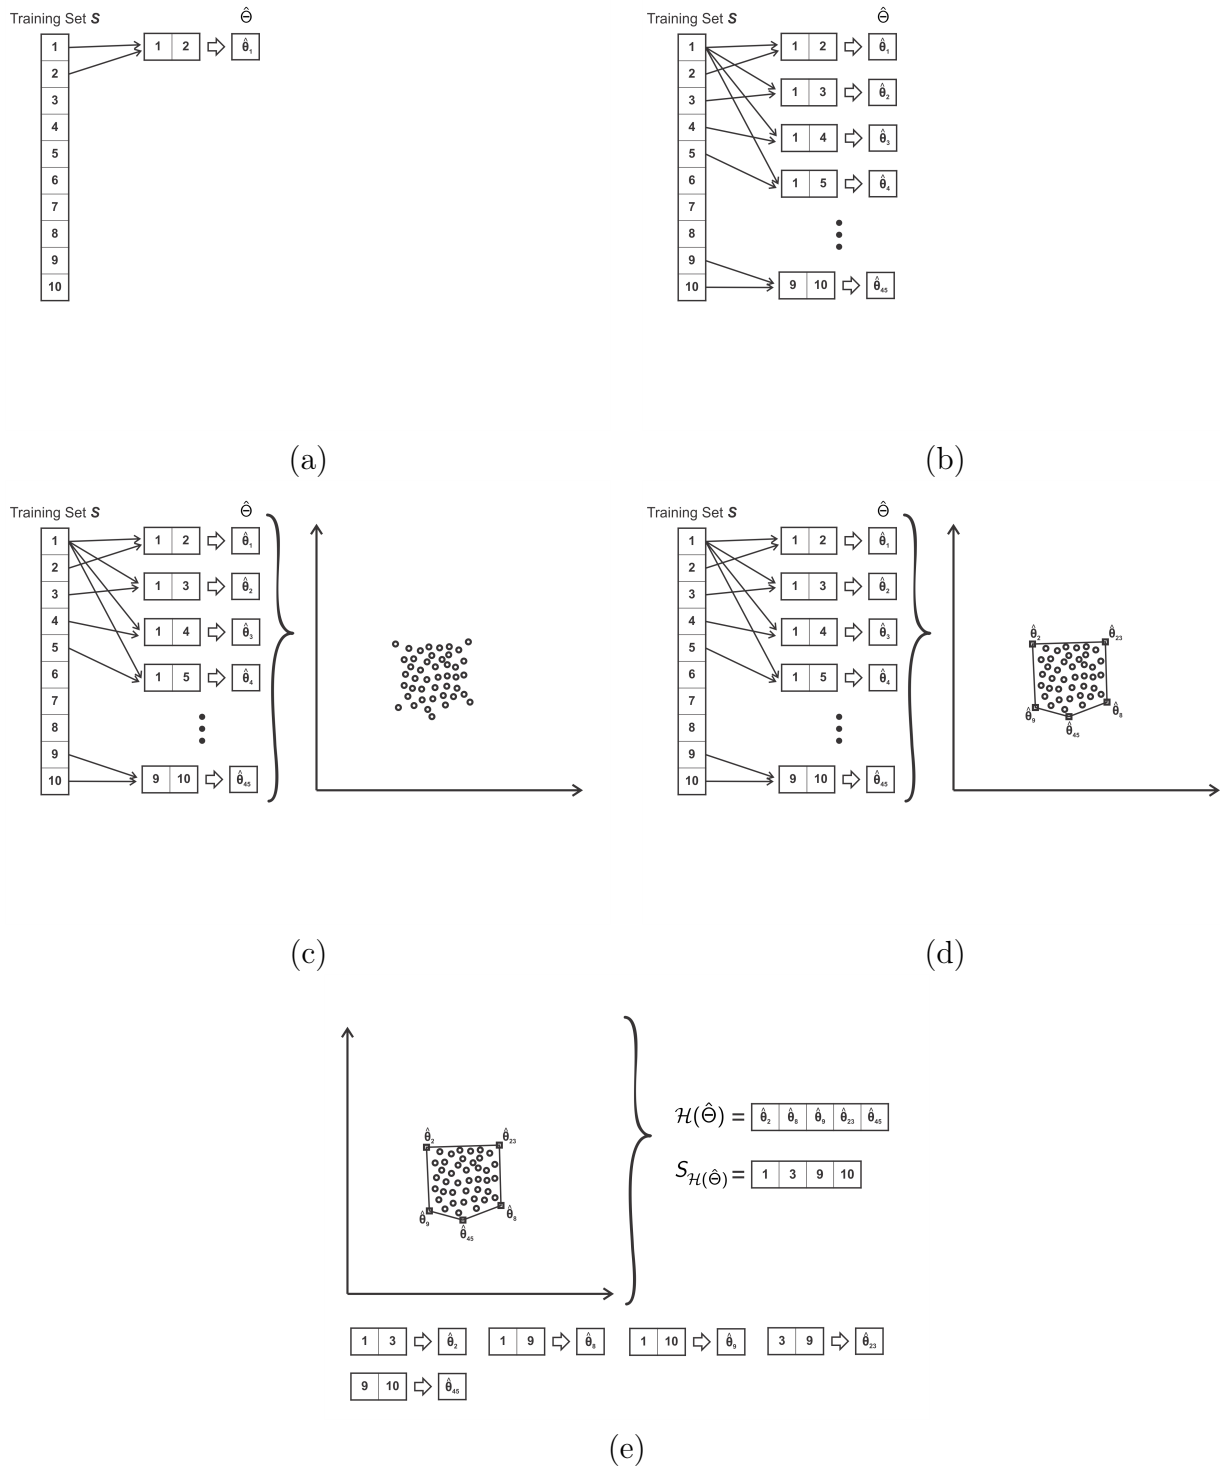 Training Set S Θ̂
1 1 2 θ̂₁
2
3
4
5
6
7
8
9
10
(a)
Training Set S Θ̂
1 1 2 θ̂₁
2
3 1 3 θ̂₂
4 1 4 θ̂₃
5
6 1 5 θ̂₄
7
8
9
10 9 10 θ̂₄₅
(b)
Training Set S Θ̂
1 1 2 θ̂₁
2
3 1 3 θ̂₂
4 1 4 θ̂₃
5
6 1 5 θ̂₄
7
8
9
10 9 10 θ̂₄₅
(c)
Training Set S Θ̂
1 1 2 θ̂₁
2
3 1 3 θ̂₂
4 1 4 θ̂₃
5
6 1 5 θ̂₄
7
8
9
10 9 10 θ̂₄₅
θ̂₂ θ̂₂₃
θ̂₉ θ̂₈
θ̂₄₅
(d)
θ̂₂ θ̂₂₃
θ̂₉ θ̂₈
θ̂₄₅
ℋ(Θ̂) = θ̂₂ θ̂₈ θ̂₉ θ̂₂₃ θ̂₄₅
S_ℋ(Θ̂) = 1 3 9 10
1 3 θ̂₂ 1 9 θ̂₈ 1 10 θ̂₉ 3 9 θ̂₂₃
9 10 θ̂₄₅
(e)